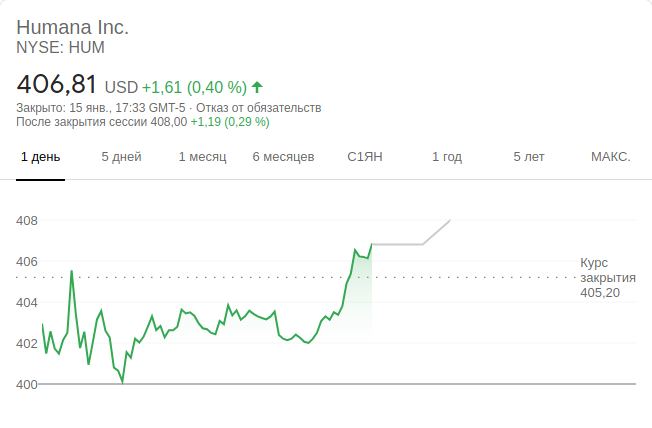 Humana Inc.
NYSE: HUM
406,81 USD +1,61 (0,40 %)
Закрыто: 15 янв., 17:33 GMT-5 · Отказ от обязательств
После закрытия сессии 408,00 +1,19 (0,29 %)
1 день 5 дней 1 месяц 6 месяцев С1ЯН 1 год 5 лет МАКС.
408
406
Курс
закрытия
405,20
404
402
400